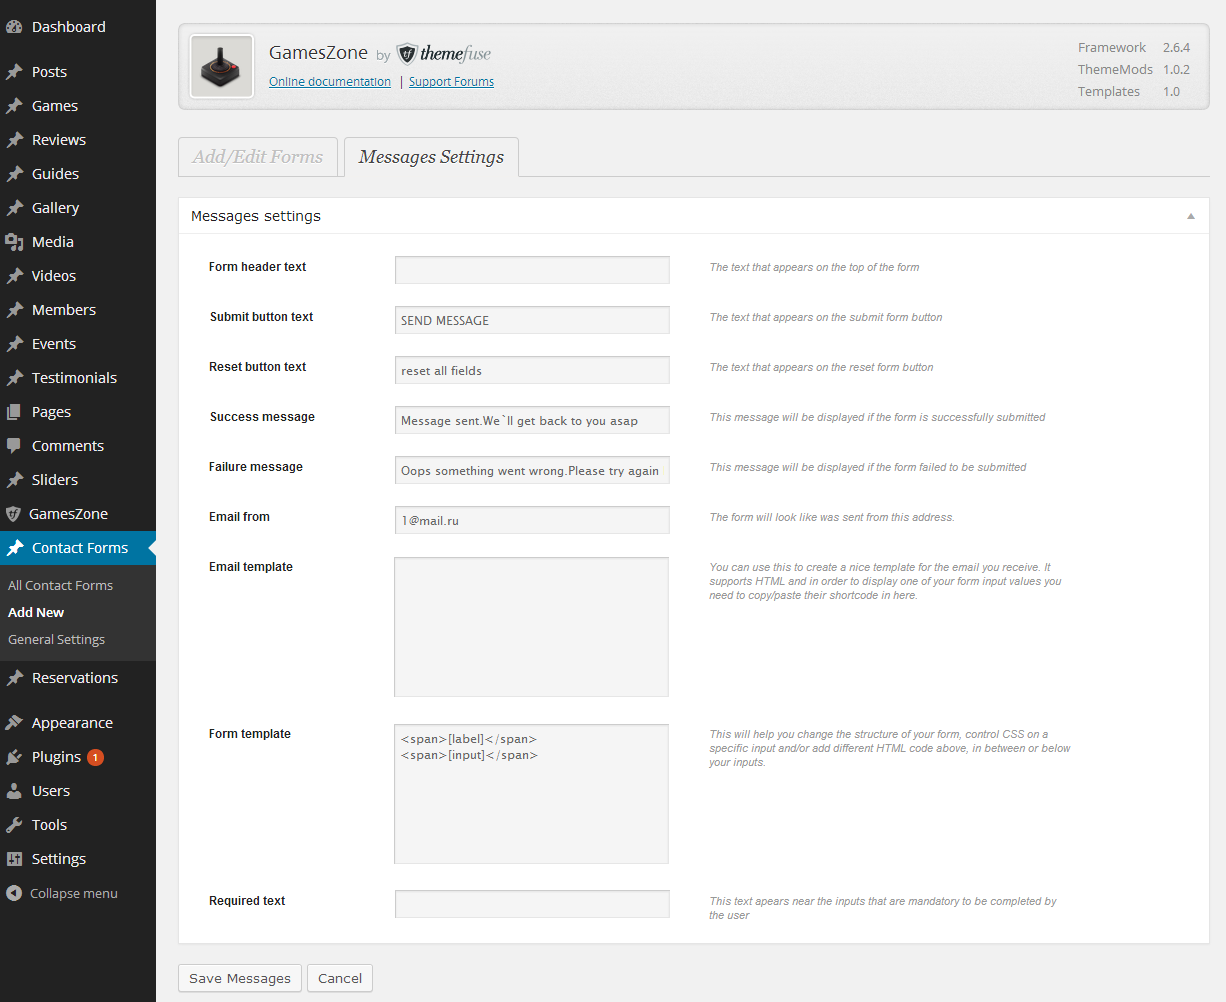 Dashboard
Posts
Games
Reviews
Guides
Gallery
Media
Videos
Members
Events
Testimonials
Pages
Comments
Sliders
GamesZone
Contact Forms
All Contact Forms
Add New
General Settings
Reservations
Appearance
Plugins 1
Users
Tools
Settings
Collapse menu
GamesZone by tf themefuse
Online documentation | Support Forums
Framework 2.6.4
ThemeMods 1.0.2
Templates 1.0
Add/Edit Forms Messages Settings
Messages settings
Form header text The text that appears on the top of the form
Submit button text SEND MESSAGE The text that appears on the submit form button
Reset button text reset all fields The text that appears on the reset form button
Success message Message sent.We`ll get back to you asap This message will be displayed if the form is successfully submitted
Failure message Oops something went wrong.Please try again This message will be displayed if the form failed to be submitted
Email from 1@mail.ru The form will look like was sent from this address.
Email template You can use this to create a nice template for the email you receive. It
supports HTML and in order to display one of your form input values you
need to copy/paste their shortcode in here.
Form template
<span>[label]</span>
<span>[input]</span>
This will help you change the structure of your form, control CSS on a
specific input and/or add different HTML code above, in between or below
your inputs.
Required text This text apears near the inputs that are mandatory to be completed by
the user
Save Messages Cancel